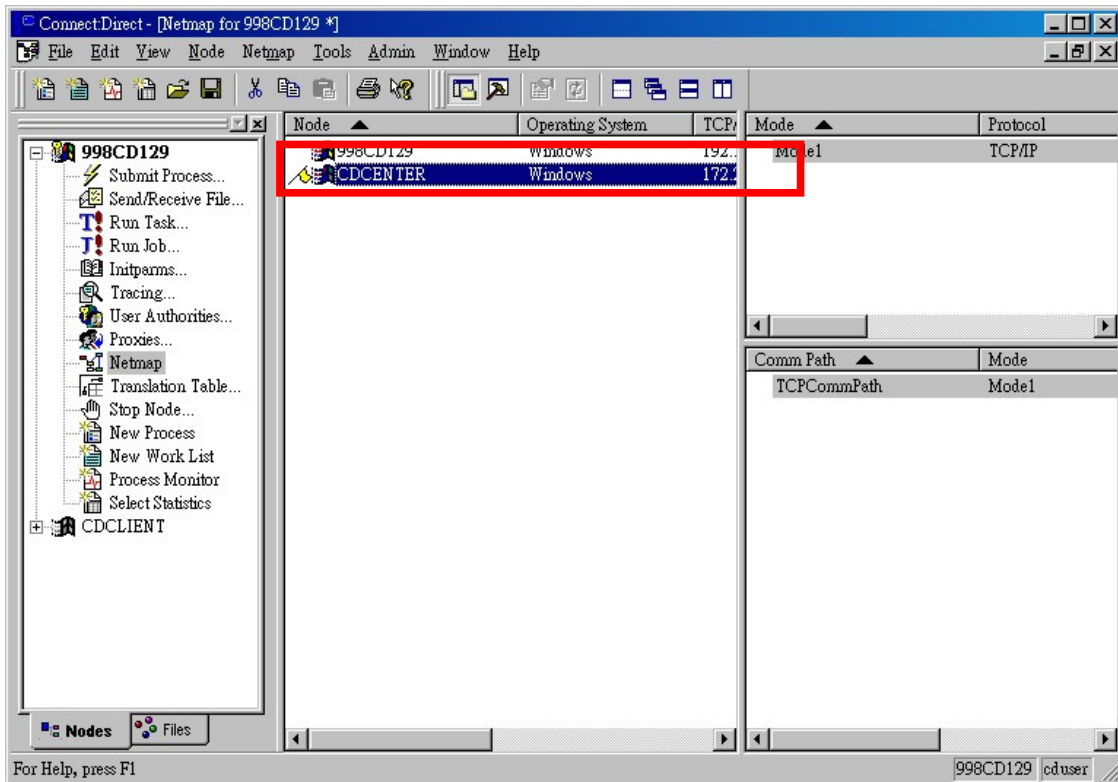 Connect:Direct - [Netmap for 998CD129 *]
File Edit View Node Netmap Tools Admin Window Help
998CD129
Submit Process...
Send/Receive File...
Run Task...
Run Job...
Initparms...
Tracing...
User Authorities...
Proxies...
Netmap
Translation Table...
Stop Node...
New Process
New Work List
Process Monitor
Select Statistics
CDCLIENT
Nodes Files
Node Operating System TCP/
998CD129 Windows 192.
CDCENTER Windows 172.2
Mode Protocol
Mode1 TCP/IP
Comm Path Mode
TCPCommPath Mode1
For Help, press F1
998CD129 cduser